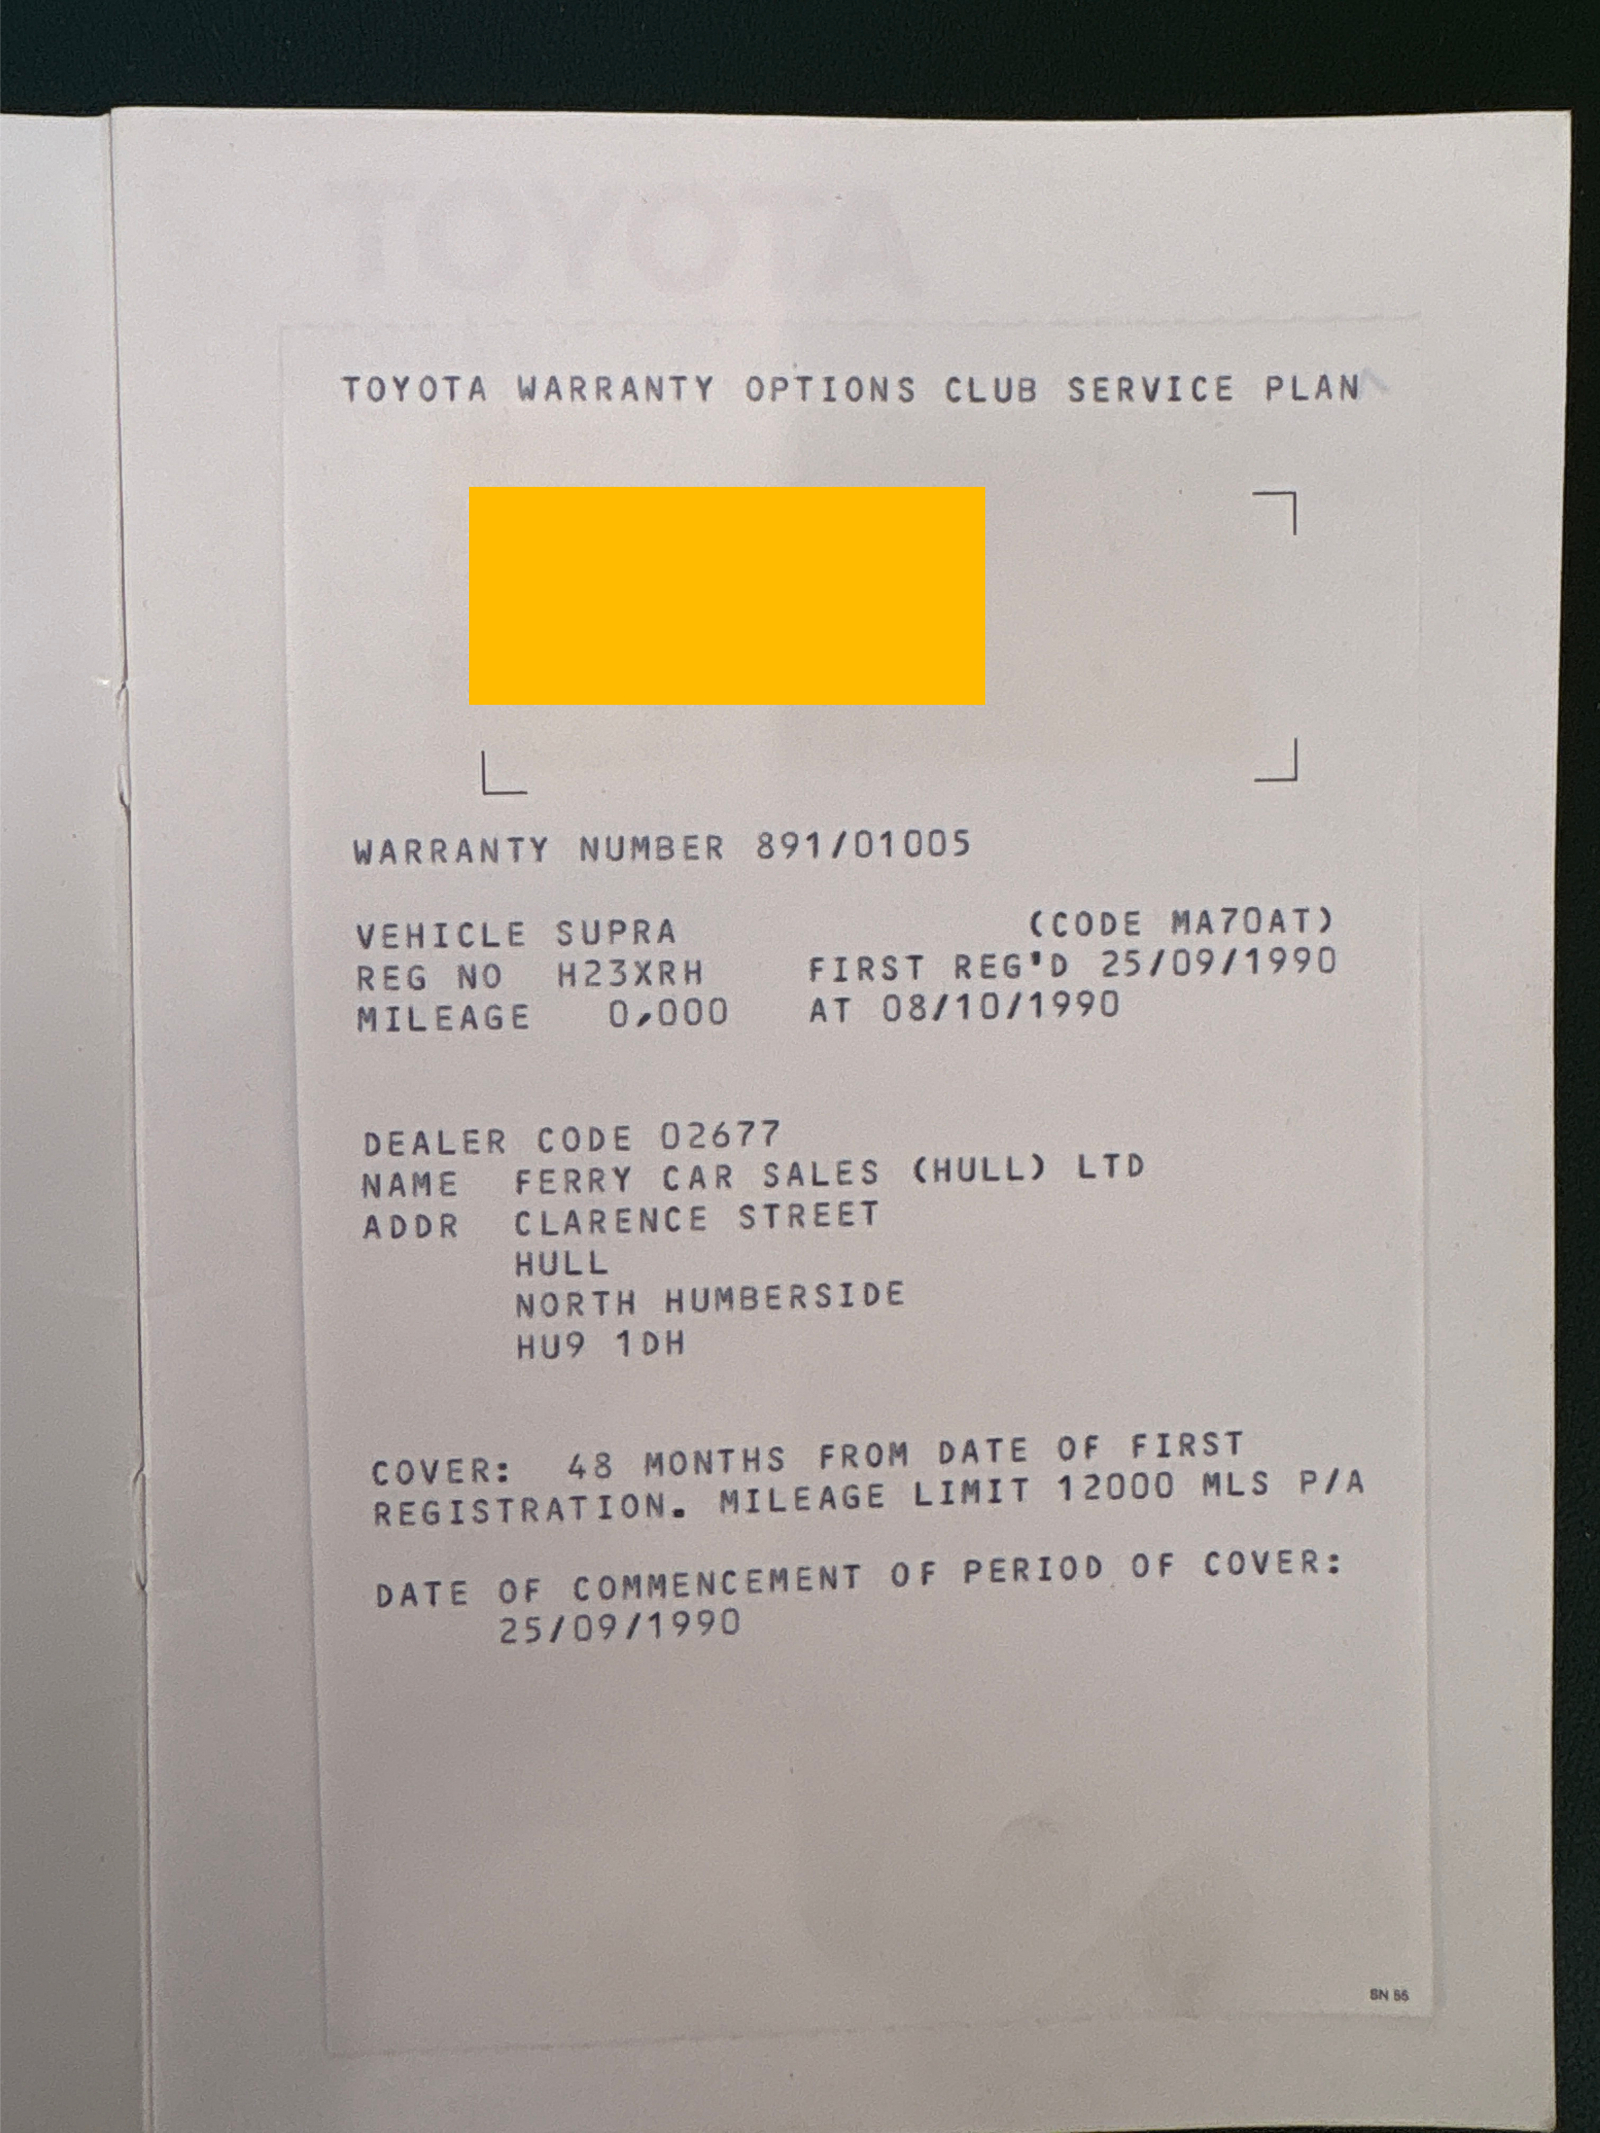 TOYOTA WARRANTY OPTIONS CLUB SERVICE PLAN
WARRANTY NUMBER 891/01005
VEHICLE SUPRA (CODE MA70AT)
REG NO H23XRH FIRST REG'D 25/09/1990
MILEAGE 0,000 AT 08/10/1990
DEALER CODE 02677
NAME FERRY CAR SALES (HULL) LTD
ADDR CLARENCE STREET
HULL
NORTH HUMBERSIDE
HU9 1DH
COVER: 48 MONTHS FROM DATE OF FIRST
REGISTRATION. MILEAGE LIMIT 12000 MLS P/A
DATE OF COMMENCEMENT OF PERIOD OF COVER:
25/09/1990